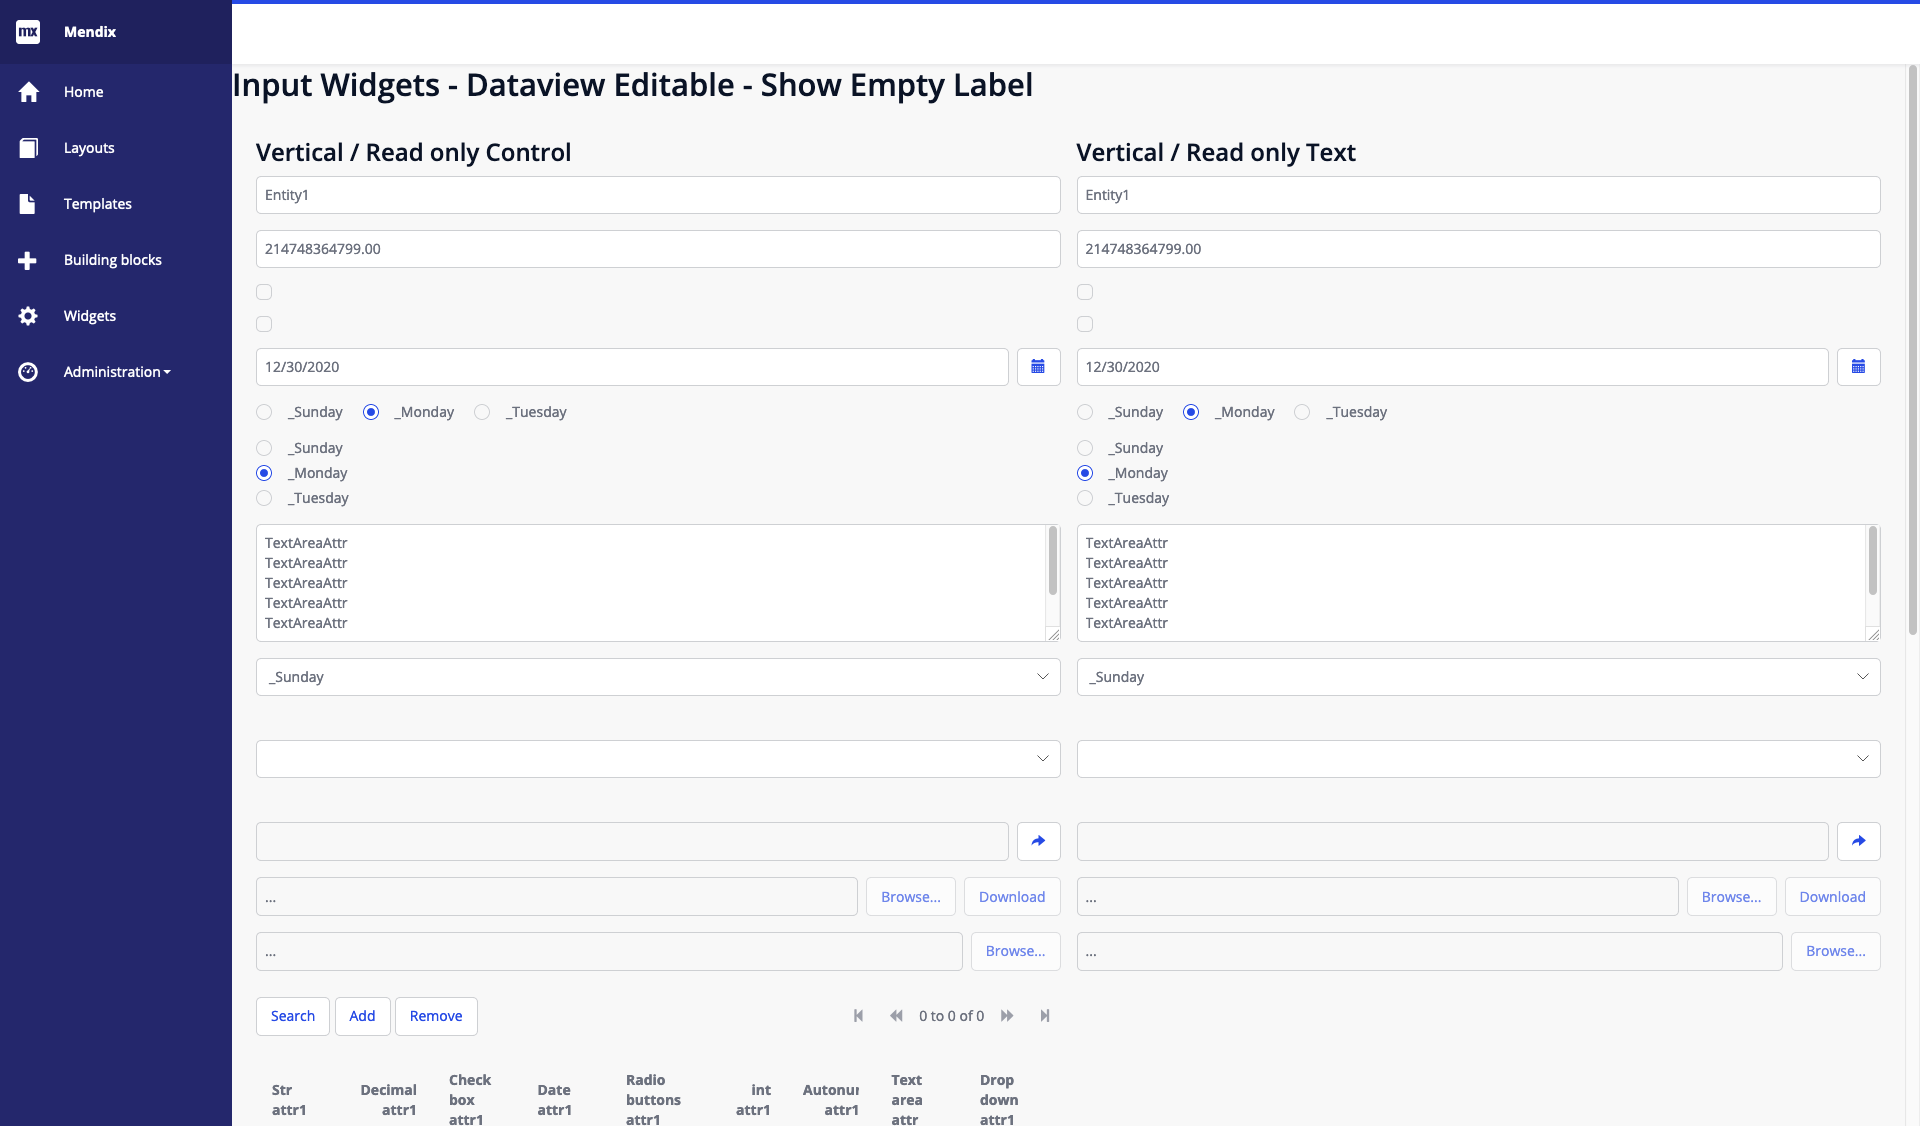 mx Mendix
Home
Layouts
Templates
Building blocks
Widgets
Administration
Input Widgets - Dataview Editable - Show Empty Label
Vertical / Read only Control
Entity1
214748364799.00
12/30/2020
_Sunday _Monday _Tuesday
_Sunday
_Monday
_Tuesday
TextAreaAttr
TextAreaAttr
TextAreaAttr
TextAreaAttr
TextAreaAttr
_Sunday
... Browse... Download
... Browse...
Search Add Remove 0 to 0 of 0
Str
attr1
Decimal
attr1
Check
box
attr1
Date
attr1
Radio
buttons
attr1
int
attr1
Autonur
attr1
Text
area
attr
Drop
down
attr1
Vertical / Read only Text
Entity1
214748364799.00
12/30/2020
_Sunday _Monday _Tuesday
_Sunday
_Monday
_Tuesday
TextAreaAttr
TextAreaAttr
TextAreaAttr
TextAreaAttr
TextAreaAttr
_Sunday
... Browse... Download
... Browse...